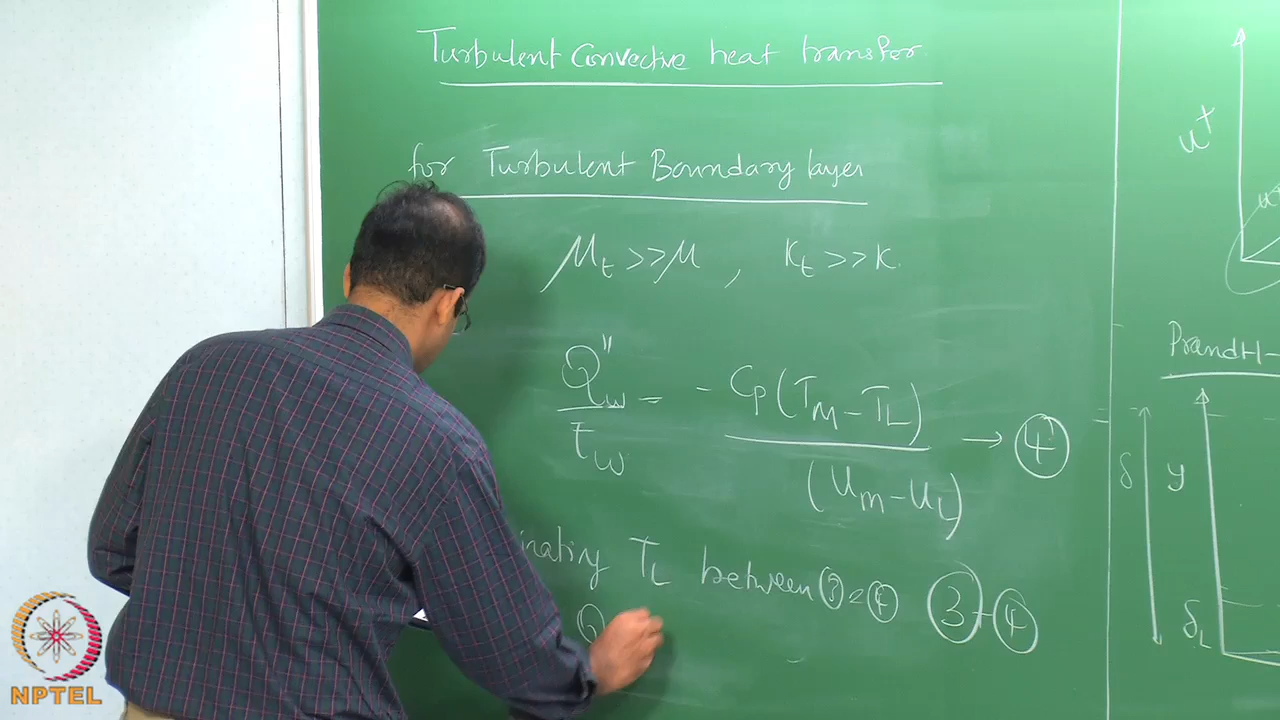 Turbulent Convective heat transfer
for Turbulent Boundary layer
μt >> μ , Kt >> K.
Q''w / τw = - Cp(TM - TL) / (UM - UL) → 4
TL between 3 & 4 3 - 4
Q
u+
u
Prandtl-
δ y
δL
NPTEL